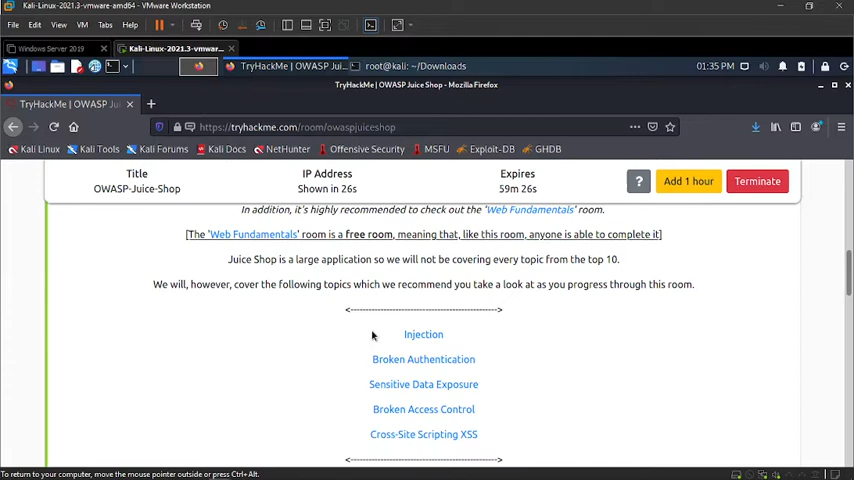 Kali-Linux-2021.3-vmware-amd64 - VMware Workstation
File Edit View VM Tabs Help
Windows Server 2019 Kali-Linux-2021.3-vmwar...
TryHackMe | OWASP Jui... root@kali: ~/Downloads 01:35 PM
TryHackMe | OWASP Juice Shop - Mozilla Firefox
TryHackMe | OWASP Jui
https://tryhackme.com/room/owaspjuiceshop
Kali Linux Kali Tools Kali Forums Kali Docs NetHunter Offensive Security MSFU Exploit-DB GHDB
Title IP Address Expires
OWASP-Juice-Shop Shown in 26s 59m 26s
? Add 1 hour Terminate
In addition, it's highly recommended to check out the 'Web Fundamentals' room.
[The 'Web Fundamentals' room is a free room, meaning that, like this room, anyone is able to complete it]
Juice Shop is a large application so we will not be covering every topic from the top 10.
We will, however, cover the following topics which we recommend you take a look at as you progress through this room.
<------------------------------------------------>
Injection
Broken Authentication
Sensitive Data Exposure
Broken Access Control
Cross-Site Scripting XSS
<------------------------------------------------>
To return to your computer, move the mouse pointer outside or press Ctrl+Alt.